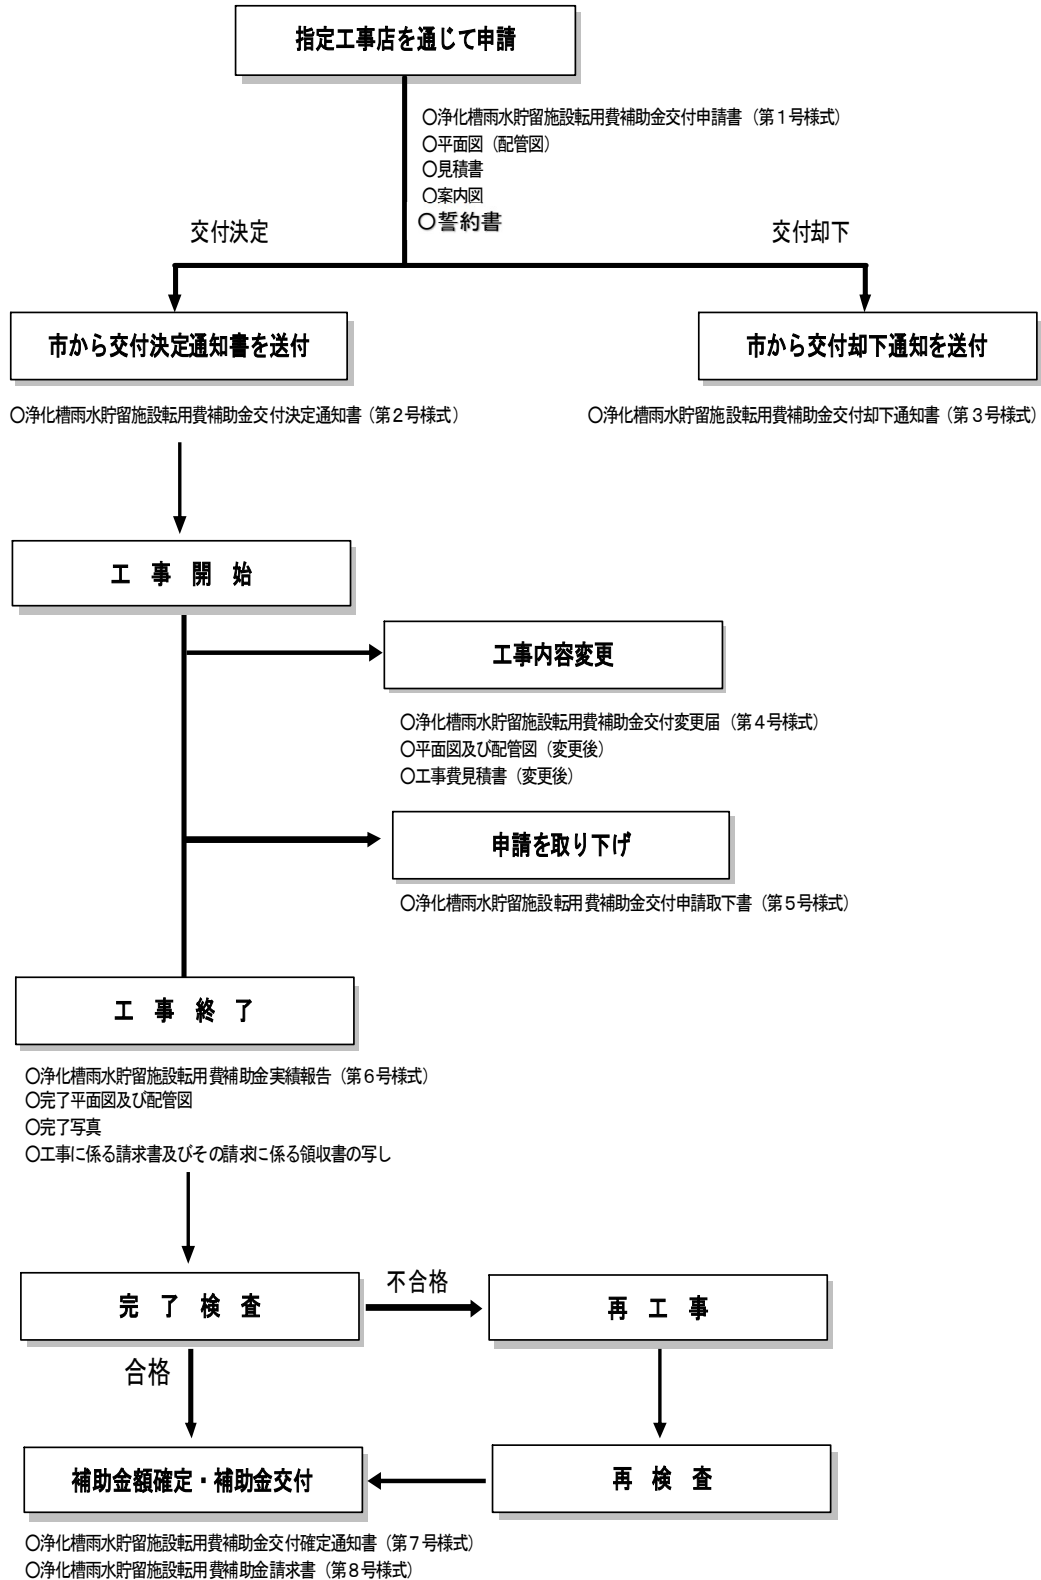 指定工事店を通じて申請
〇浄化槽雨水貯留施設転用費補助金交付申請書（第１号様式）
〇平面図（配管図）
〇見積書
〇案内図
〇誓約書
交付決定
交付却下
市から交付決定通知書を送付
市から交付却下通知を送付
〇浄化槽雨水貯留施設転用費補助金交付決定通知書（第２号様式）
〇浄化槽雨水貯留施設転用費補助金交付却下通知書（第３号様式）
工　事　開　始
工事内容変更
〇浄化槽雨水貯留施設転用費補助金交付変更届（第４号様式）
〇平面図及び配管図（変更後）
〇工事費見積書（変更後）
申請を取り下げ
〇浄化槽雨水貯留施設転用費補助金交付申請取下書（第５号様式）
工　事　終　了
〇浄化槽雨水貯留施設転用費補助金実績報告（第６号様式）
〇完了平面図及び配管図
〇完了写真
〇工事に係る請求書及びその請求に係る領収書の写し
完　了　検　査
不合格
再　工　事
合格
補助金額確定・補助金交付
再　検　査
〇浄化槽雨水貯留施設転用費補助金交付確定通知書（第７号様式）
〇浄化槽雨水貯留施設転用費補助金請求書（第８号様式）